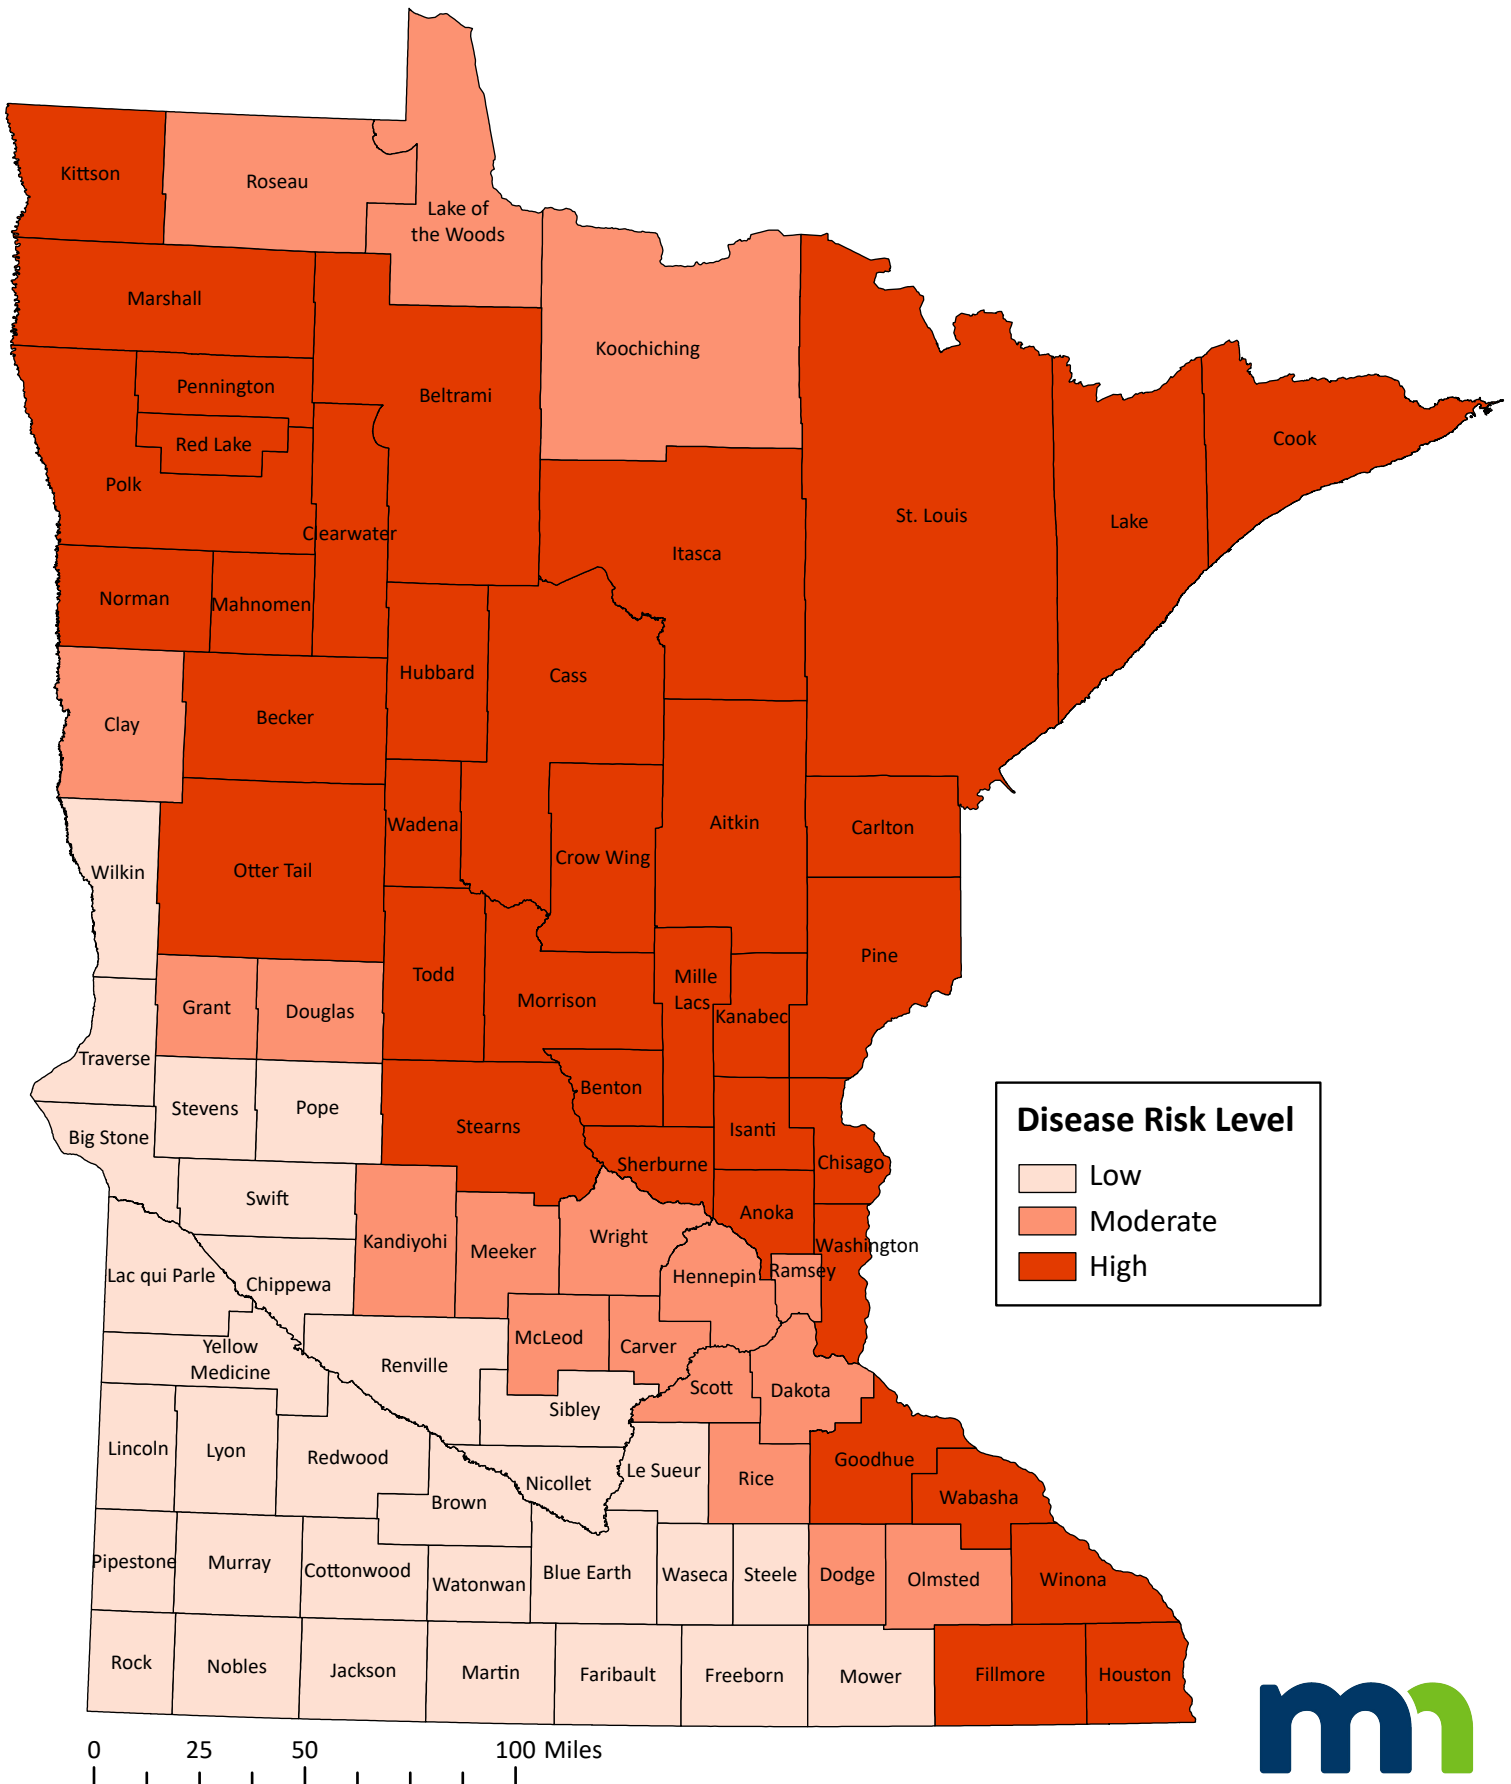 Kittson
Roseau
Lake of
the Woods
Marshall
Koochiching
Pennington
Beltrami
Red Lake
Cook
Polk
St. Louis
Lake
Clearwater
Itasca
Norman
Mahnomen
Hubbard
Cass
Clay
Becker
Wadena
Aitkin
Carlton
Wilkin
Otter Tail
Crow Wing
Pine
Todd
Mille
Lacs
Morrison
Grant
Douglas
Kanabec
Traverse
Benton
Stevens
Pope
Stearns
Isanti
Big Stone
Sherburne
Chisago
Swift
Anoka
Kandiyohi
Meeker
Wright
Washington
Lac qui Parle
Chippewa
Hennepin
Ramsey
Yellow
Medicine
Renville
McLeod
Carver
Scott
Dakota
Sibley
Lincoln
Lyon
Redwood
Nicollet
Le Sueur
Rice
Goodhue
Brown
Wabasha
Pipestone
Murray
Cottonwood
Watonwan
Blue Earth
Waseca
Steele
Dodge
Olmsted
Winona
Rock
Nobles
Jackson
Martin
Faribault
Freeborn
Mower
Fillmore
Houston
Disease Risk Level
Low
Moderate
High
0 25 50 100 Miles
mn